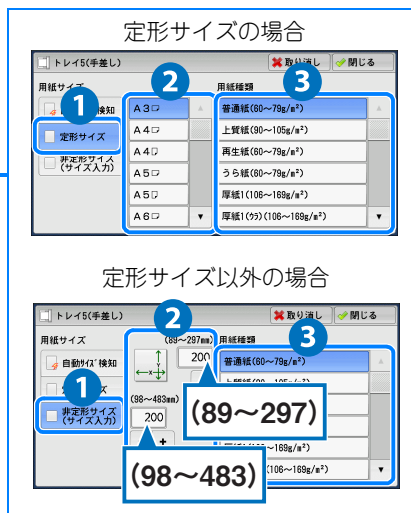 定形サイズの場合
トレイ5(手差し)
取り消し
閉じる
用紙サイズ
用紙種類
1
2
3
検知
定形サイズ
非定形サイズ
(サイズ入力)
A3
A4
A4
A5
A5
A6
普通紙(60～79g/m²)
上質紙(90～105g/m²)
再生紙(60～79g/m²)
うら紙(60～79g/m²)
厚紙1(106～169g/m²)
厚紙1(ウラ)(106～169g/m²)
定形サイズ以外の場合
トレイ5(手差し)
取り消し
閉じる
用紙サイズ
(89～297mm)
用紙種類
1
2
3
自動サイズ検知
非定形サイズ
(サイズ入力)
200
(98～483mm)
200
+
(89～297)
(98～483)
普通紙(60～79g/m²)
～169g/m²)
(106～169g/m²)